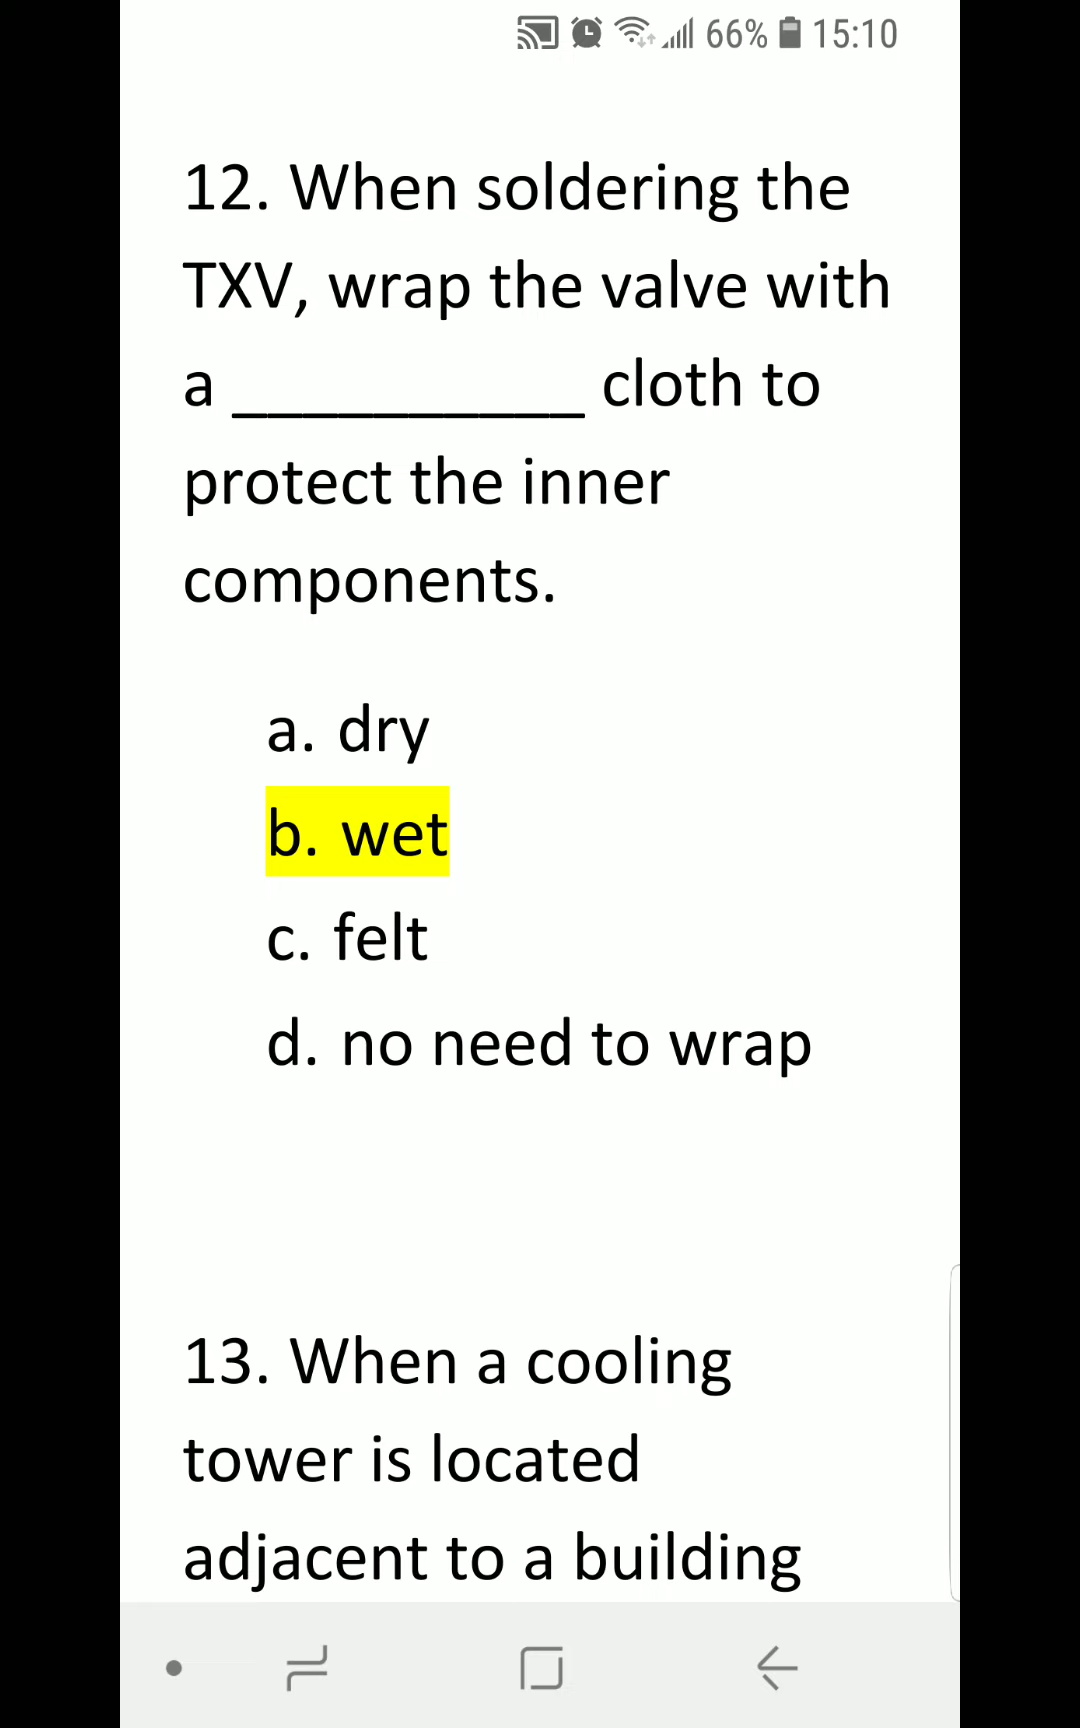 66% 15:10
12. When soldering the
TXV, wrap the valve with
a __________ cloth to
protect the inner
components.
a. dry
b. wet
c. felt
d. no need to wrap
13. When a cooling
tower is located
adjacent to a building